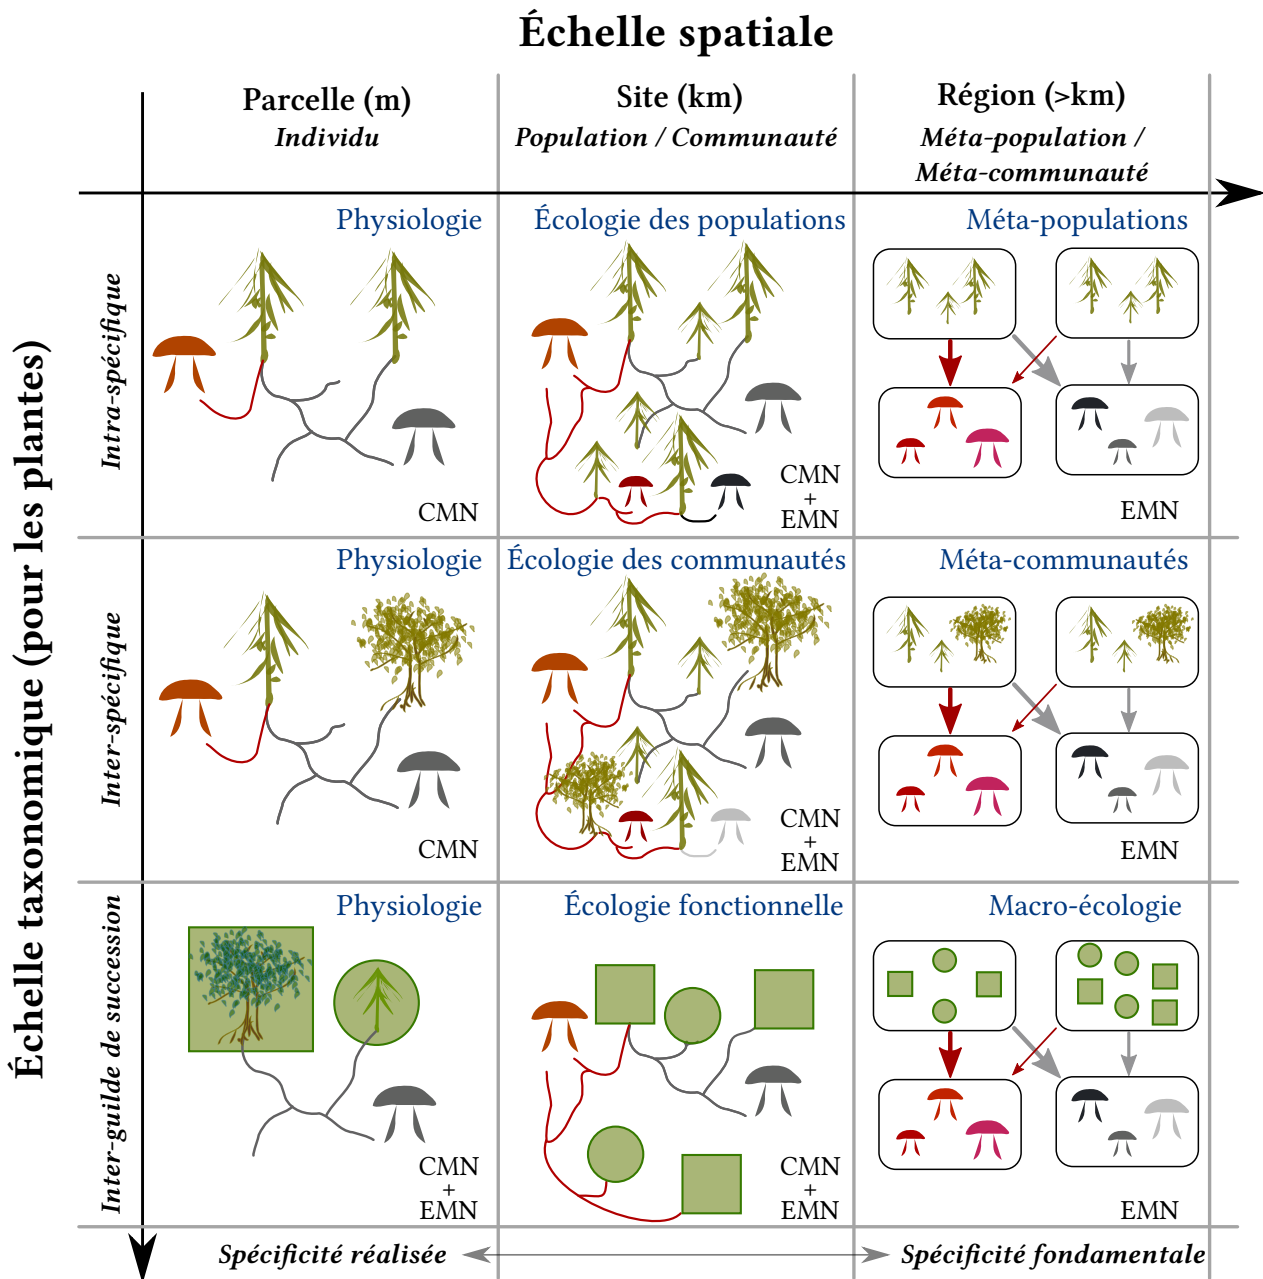 Échelle spatiale
Parcelle (m)
Individu
Site (km)
Population / Communauté
Région (>km)
Méta-population /
Méta-communauté
Échelle taxonomique (pour les plantes)
Intra-spécifique
Physiologie
CMN
Écologie des populations
CMN
+
EMN
Méta-populations
EMN
Inter-spécifique
Physiologie
CMN
Écologie des communautés
CMN
+
EMN
Méta-communautés
EMN
Inter-guilde de succession
Physiologie
CMN
+
EMN
Écologie fonctionnelle
CMN
+
EMN
Macro-écologie
EMN
Spécificité réalisée
Spécificité fondamentale